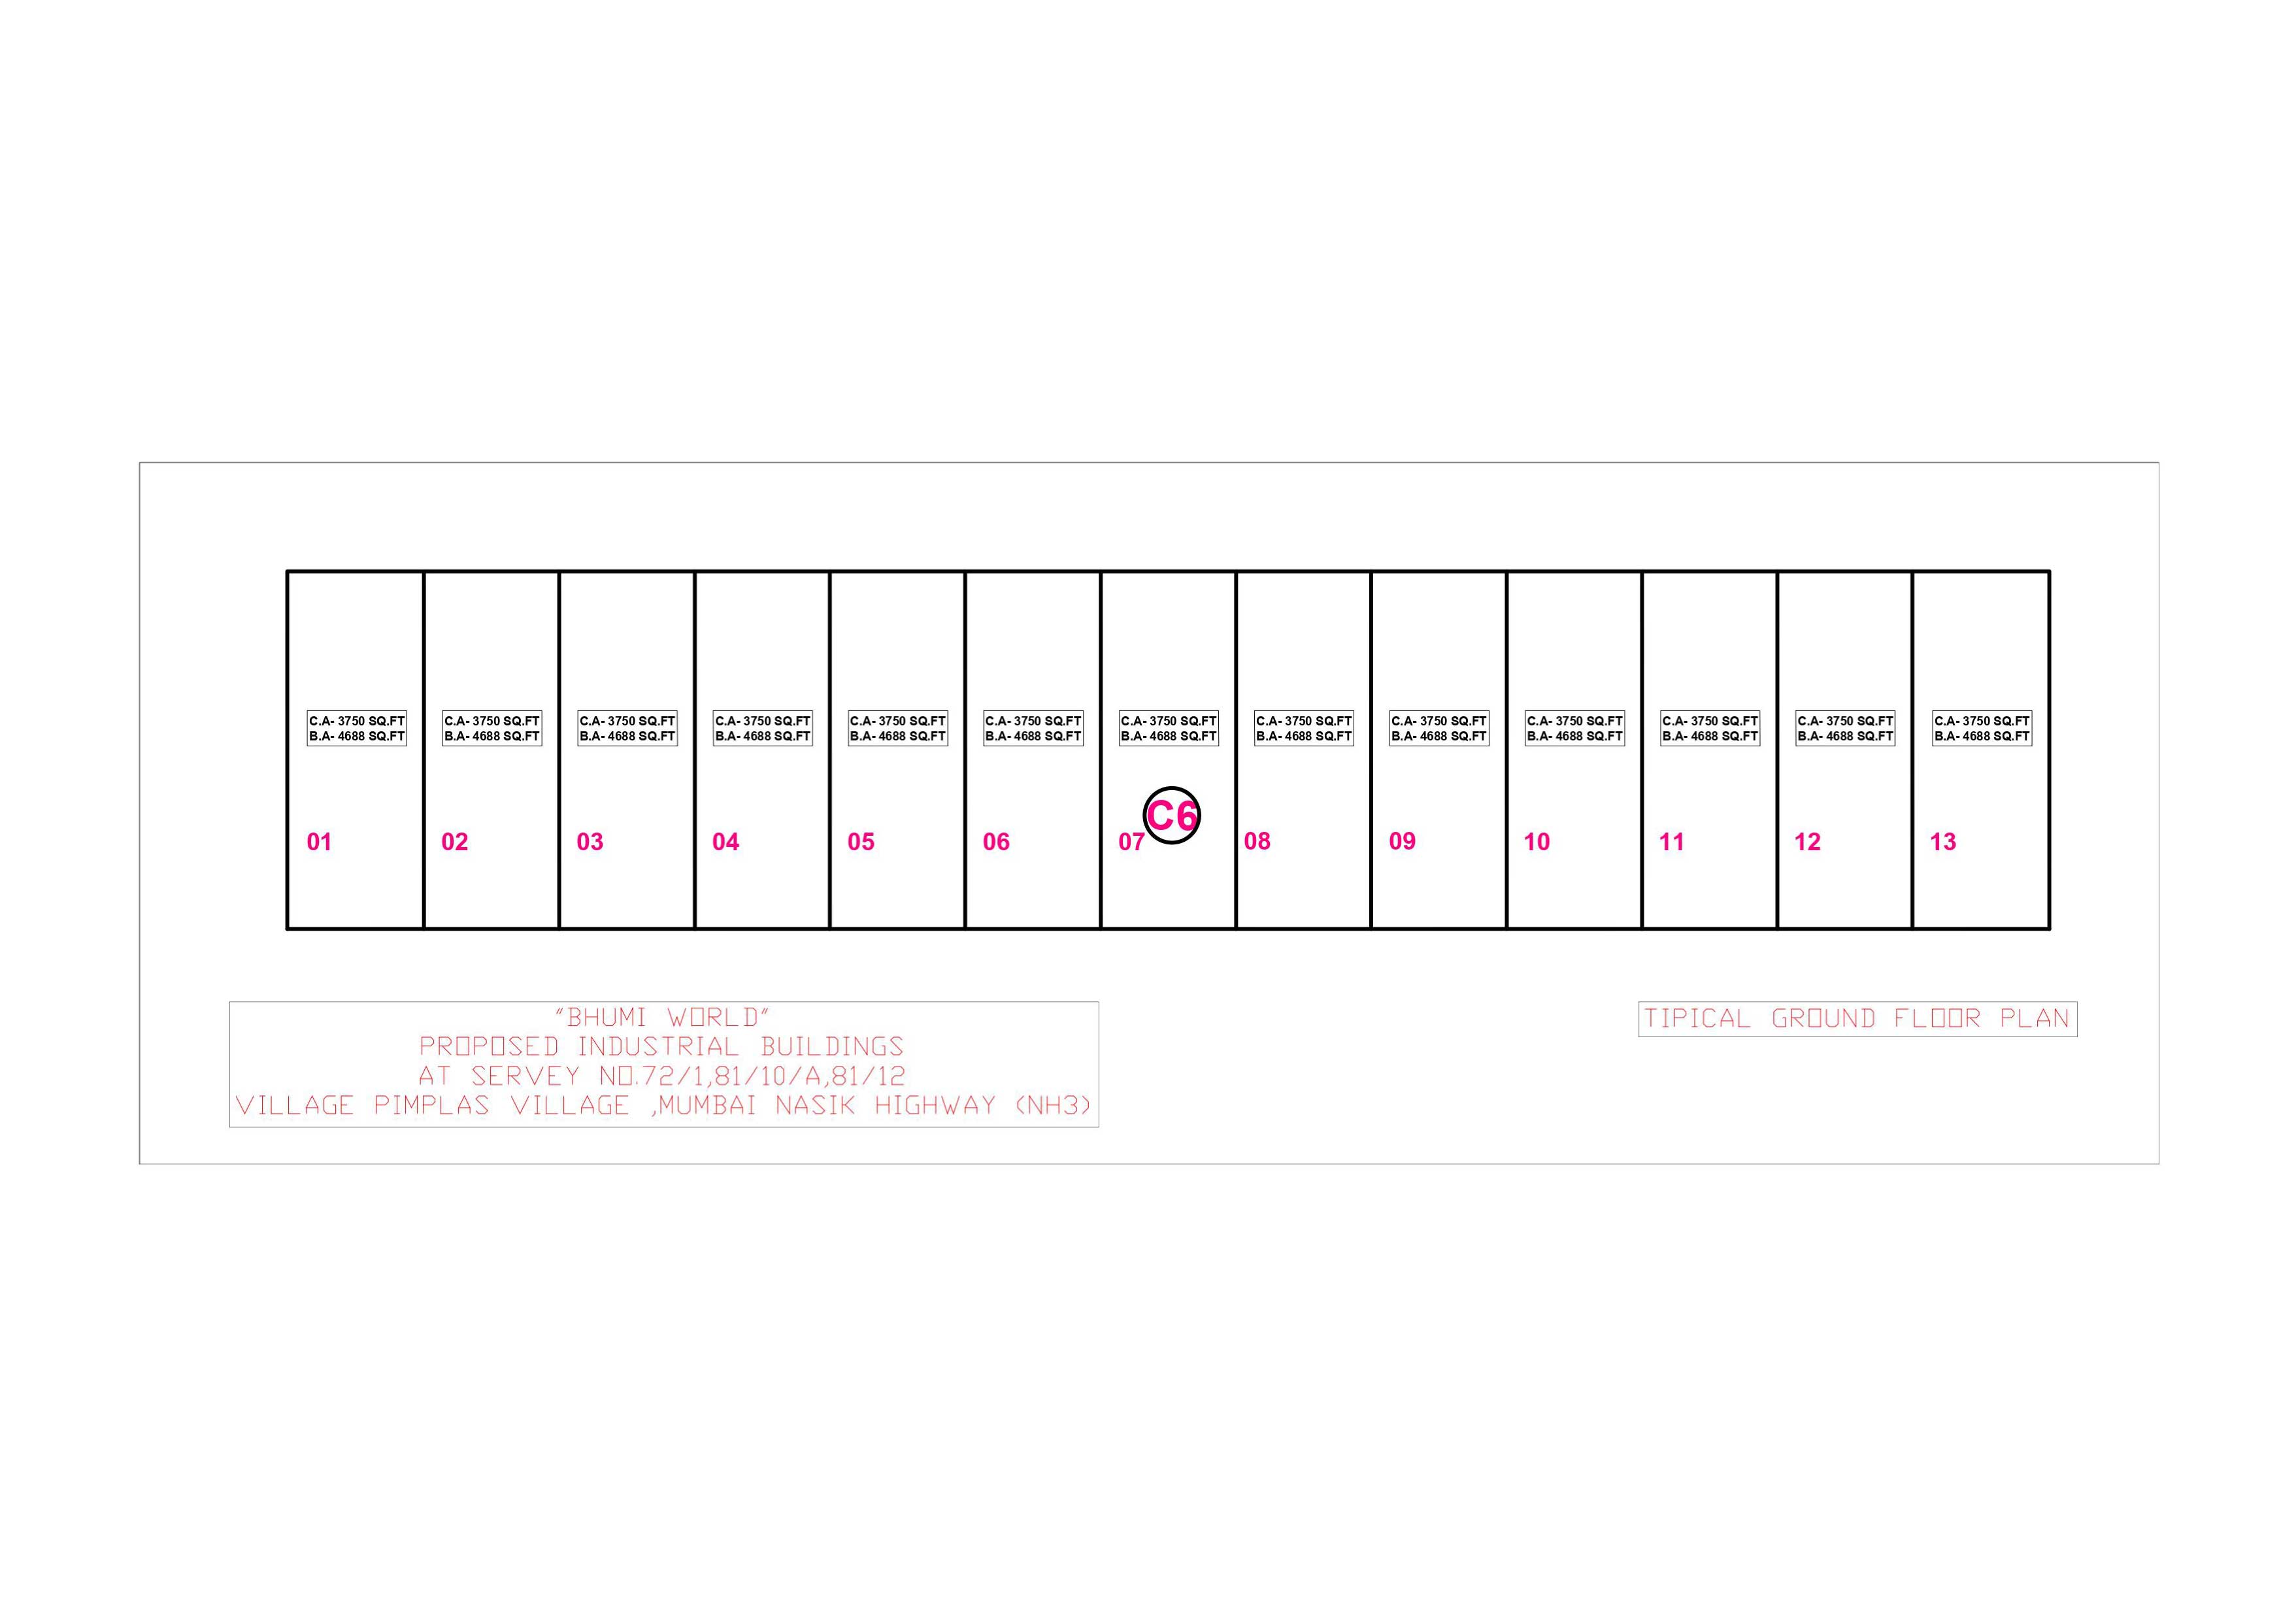 C.A- 3750 SQ.FT
B.A- 4688 SQ.FT
C.A- 3750 SQ.FT
B.A- 4688 SQ.FT
C.A- 3750 SQ.FT
B.A- 4688 SQ.FT
C.A- 3750 SQ.FT
B.A- 4688 SQ.FT
C.A- 3750 SQ.FT
B.A- 4688 SQ.FT
C.A- 3750 SQ.FT
B.A- 4688 SQ.FT
C.A- 3750 SQ.FT
B.A- 4688 SQ.FT
C.A- 3750 SQ.FT
B.A- 4688 SQ.FT
C.A- 3750 SQ.FT
B.A- 4688 SQ.FT
C.A- 3750 SQ.FT
B.A- 4688 SQ.FT
C.A- 3750 SQ.FT
B.A- 4688 SQ.FT
C.A- 3750 SQ.FT
B.A- 4688 SQ.FT
C.A- 3750 SQ.FT
B.A- 4688 SQ.FT
C6
01
02
03
04
05
06
07
08
09
10
11
12
13
"BHUMI WORLD"
PROPOSED INDUSTRIAL BUILDINGS
AT SERVEY NO.72/1,81/10/A,81/12
VILLAGE PIMPLAS VILLAGE ,MUMBAI NASIK HIGHWAY (NH3)
TIPICAL GROUND FLOOR PLAN